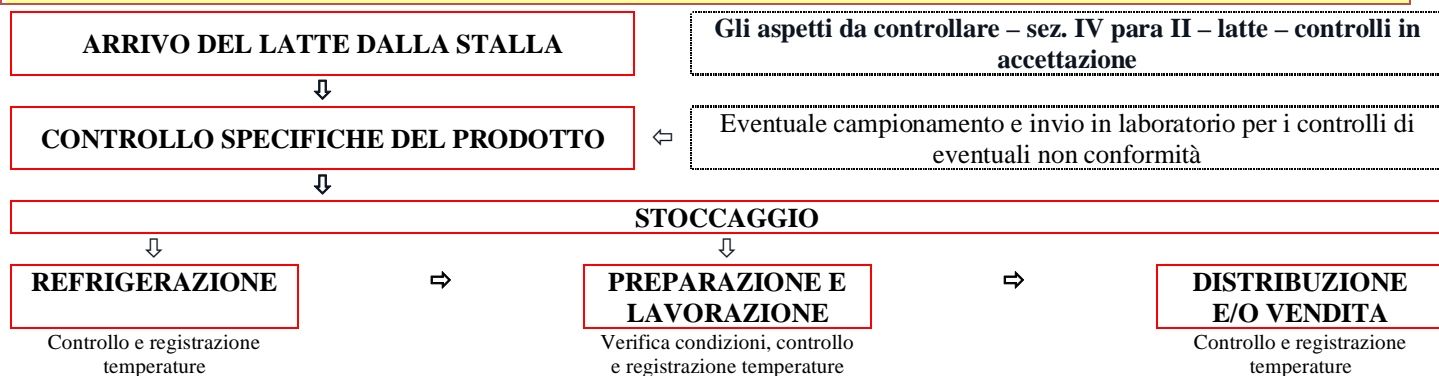 ARRIVO DEL LATTE DALLA STALLA
Gli aspetti da controllare – sez. IV para II – latte – controlli in
accettazione
⇩
CONTROLLO SPECIFICHE DEL PRODOTTO
⇦
Eventuale campionamento e invio in laboratorio per i controlli di
eventuali non conformità
⇩
STOCCAGGIO
⇩ ⇩
REFRIGERAZIONE
⇨
PREPARAZIONE E
LAVORAZIONE
⇨
DISTRIBUZIONE
E/O VENDITA
Controllo e registrazione
temperature
Verifica condizioni, controllo
e registrazione temperature
Controllo e registrazione
temperature